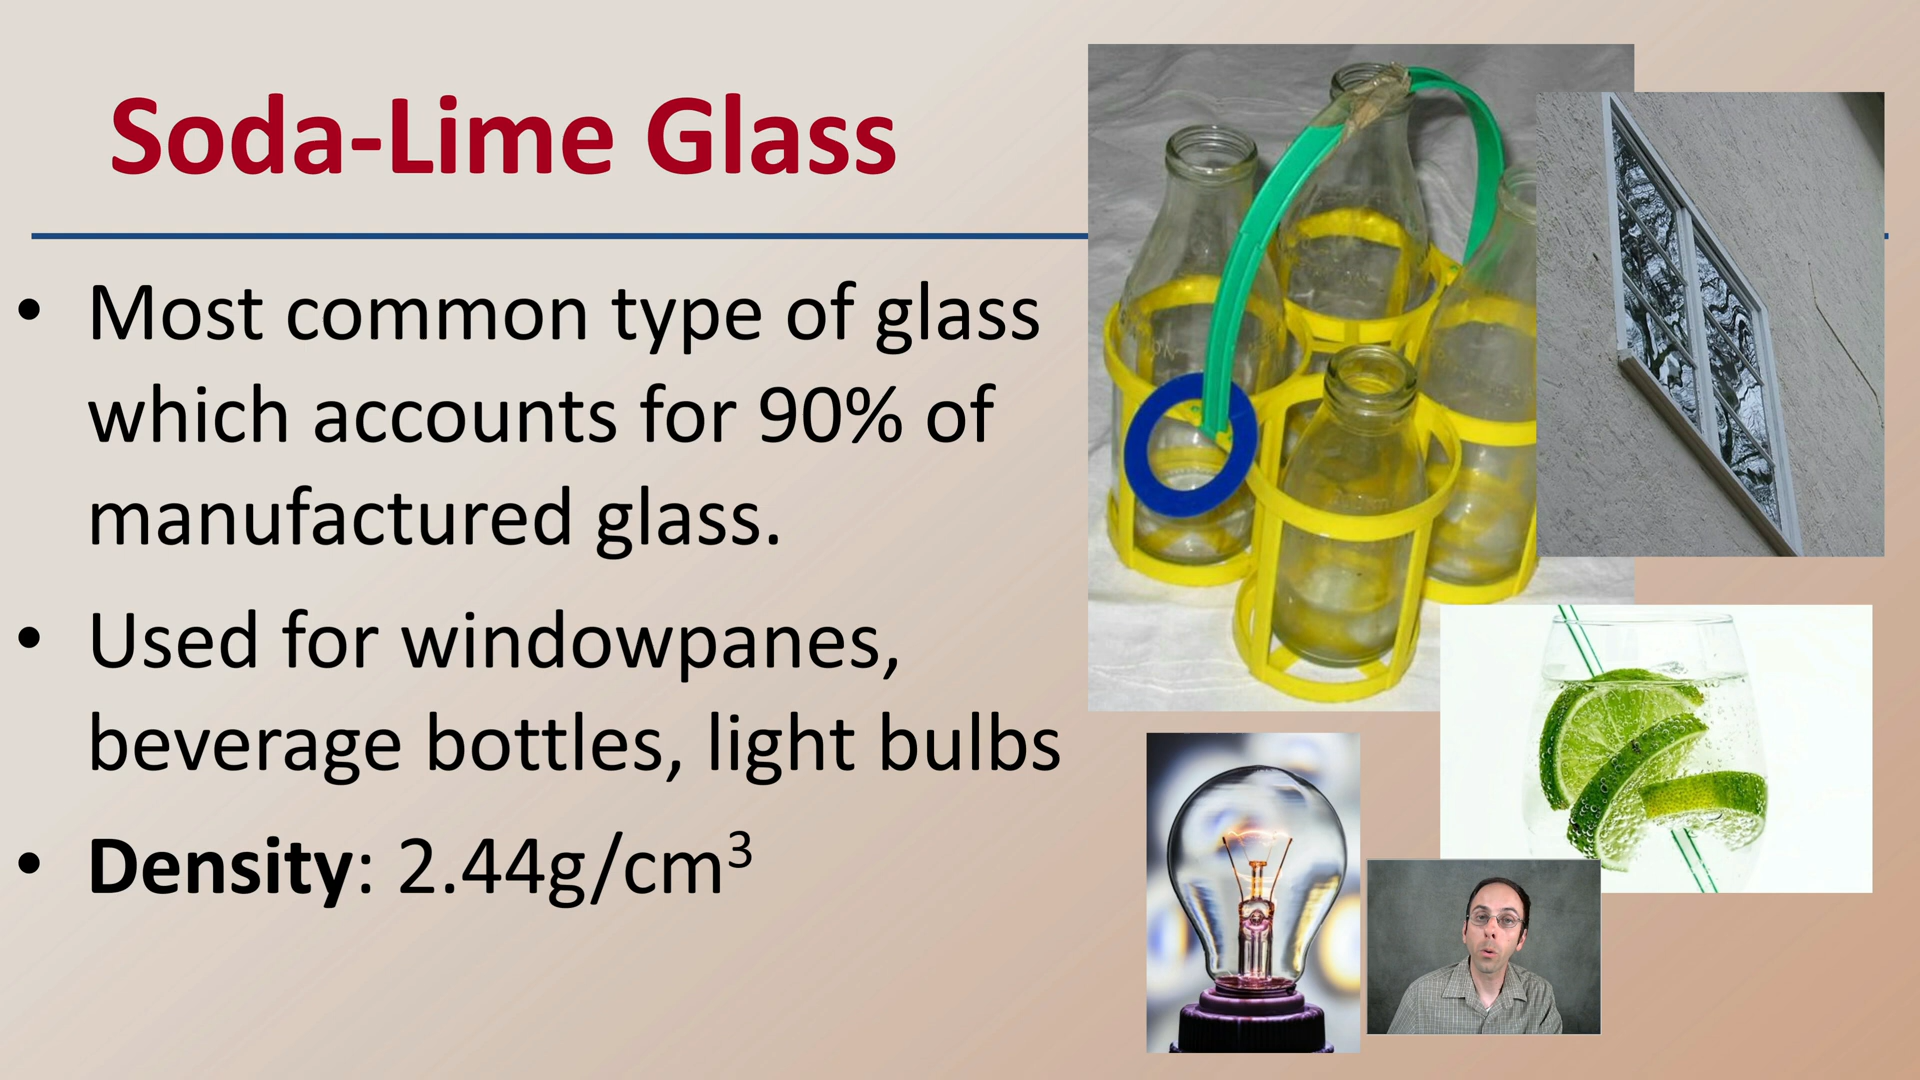 Soda-Lime Glass
• Most common type of glass
which accounts for 90% of
manufactured glass.
• Used for windowpanes,
beverage bottles, light bulbs
• Density: 2.44g/cm³